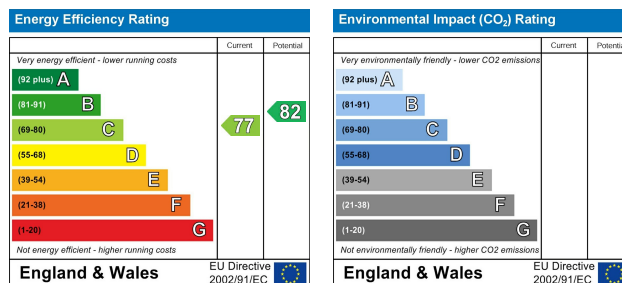 Energy Efficiency Rating
Current Potential
Very energy efficient - lower running costs
(92 plus) A
(81-91) B
(69-80) C
(55-68) D
(39-54) E
(21-38) F
(1-20) G
77
82
Not energy efficient - higher running costs
England & Wales
EU Directive
2002/91/EC
Environmental Impact (CO₂) Rating
Current Potentia
Very environmentally friendly - lower CO2 emissions
(92 plus) A
(81-91) B
(69-80) C
(55-68) D
(39-54) E
(21-38) F
(1-20) G
Not environmentally friendly - higher CO2 emissions
England & Wales
EU Directive
2002/91/EC